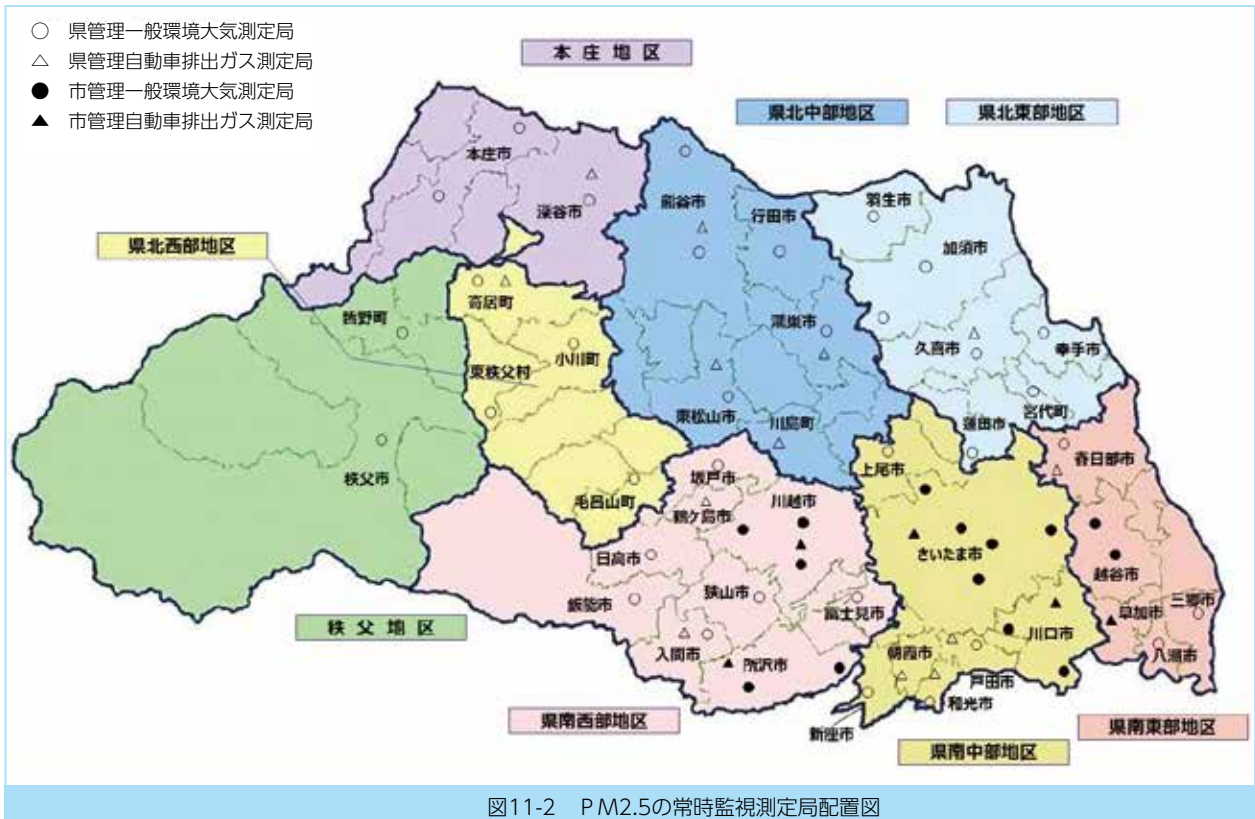 ○ 県管理一般環境大気測定局
△ 県管理自動車排出ガス測定局
● 市管理一般環境大気測定局
▲ 市管理自動車排出ガス測定局
本庄地区
県北中部地区
県北東部地区
本庄市
深谷市
熊谷市
行田市
羽生市
加須市
県北西部地区
皆野町
寄居町
小川町
東秩父村
鴻巣市
久喜市
幸手市
東松山市
川島町
宮代町
蓮田市
秩父市
毛呂山町
坂戸市
鶴ケ島市
川越市
上尾市
春日部市
日高市
さいたま市
越谷市
飯能市
狭山市
富士見市
草加市
三郷市
秩父地区
入間市
所沢市
朝霞市
川口市
八潮市
戸田市
和光市
新座市
県南西部地区
県南中部地区
県南東部地区
図11-2 PM2.5の常時監視測定局配置図